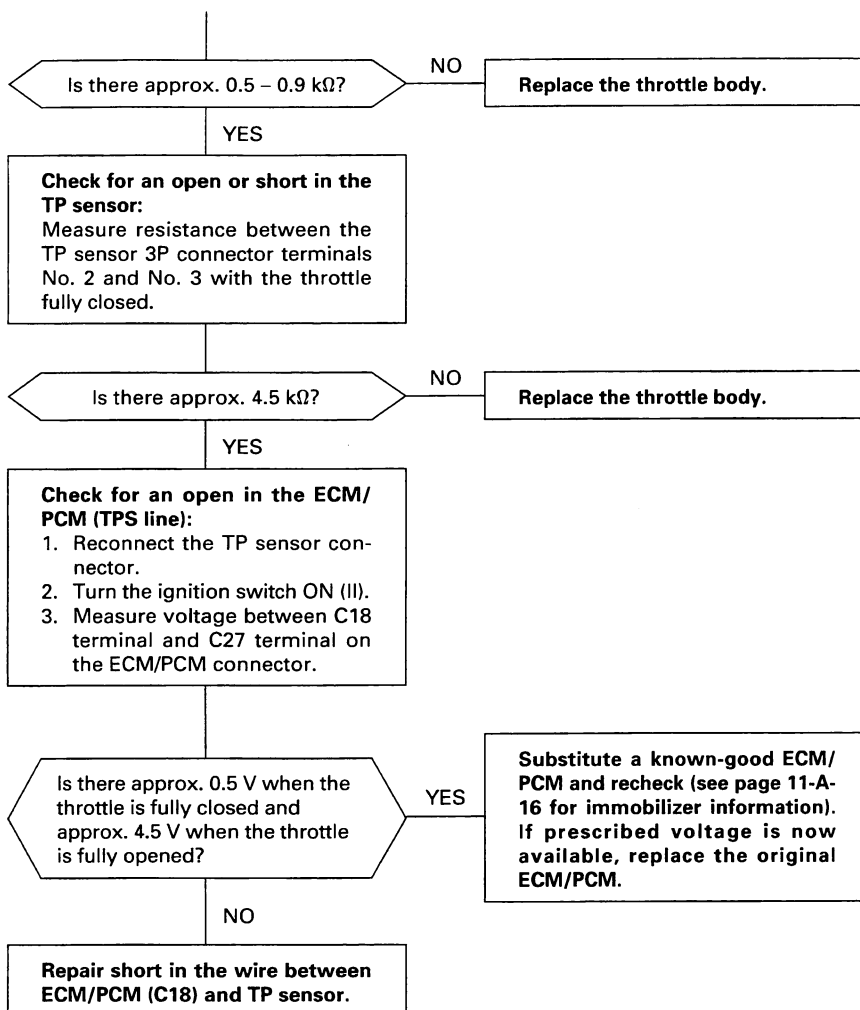 Is there approx. 0.5 – 0.9 kΩ?
NO
Replace the throttle body.
YES
Check for an open or short in the
TP sensor:
Measure resistance between the
TP sensor 3P connector terminals
No. 2 and No. 3 with the throttle
fully closed.
Is there approx. 4.5 kΩ?
NO
Replace the throttle body.
YES
Check for an open in the ECM/
PCM (TPS line):
1. Reconnect the TP sensor con-
nector.
2. Turn the ignition switch ON (II).
3. Measure voltage between C18
terminal and C27 terminal on
the ECM/PCM connector.
Is there approx. 0.5 V when the
throttle is fully closed and
approx. 4.5 V when the throttle
is fully opened?
YES
Substitute a known-good ECM/
PCM and recheck (see page 11-A-
16 for immobilizer information).
If prescribed voltage is now
available, replace the original
ECM/PCM.
NO
Repair short in the wire between
ECM/PCM (C18) and TP sensor.